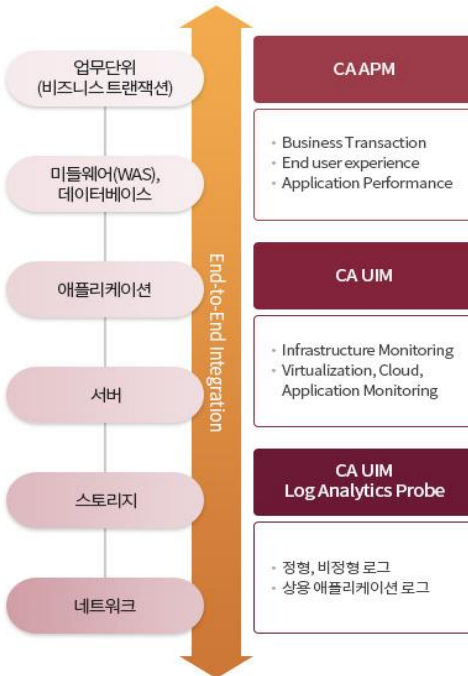 업무단위
(비즈니스 트랜잭션)
미들웨어(WAS),
데이터베이스
애플리케이션
서버
스토리지
네트워크
End-to-End Integration
CA APM
• Business Transaction
• End user experience
• Application Performance
CA UIM
• Infrastructure Monitoring
• Virtualization, Cloud,
Application Monitoring
CA UIM
Log Analytics Probe
• 정형, 비정형 로그
• 상용 애플리케이션 로그